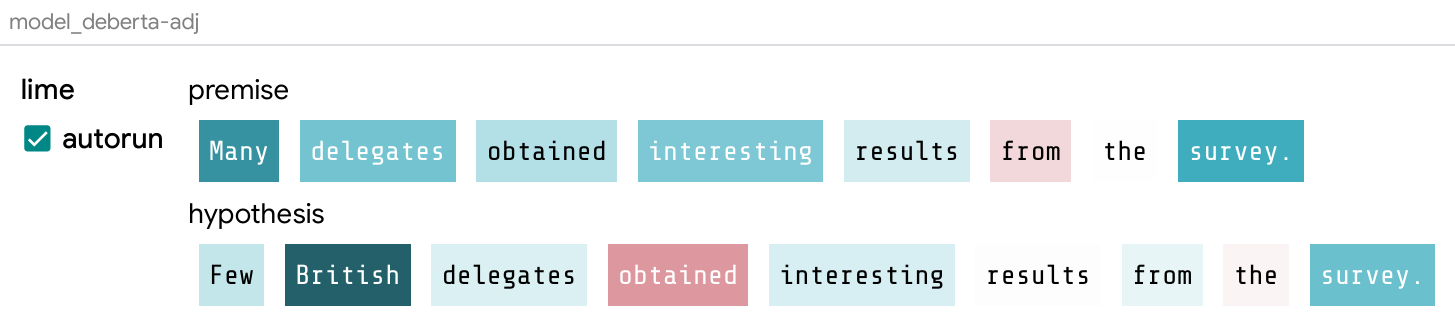 model_deberta-adj
lime
premise
autorun
Many delegates obtained interesting results from the survey.
hypothesis
Few British delegates obtained interesting results from the survey.